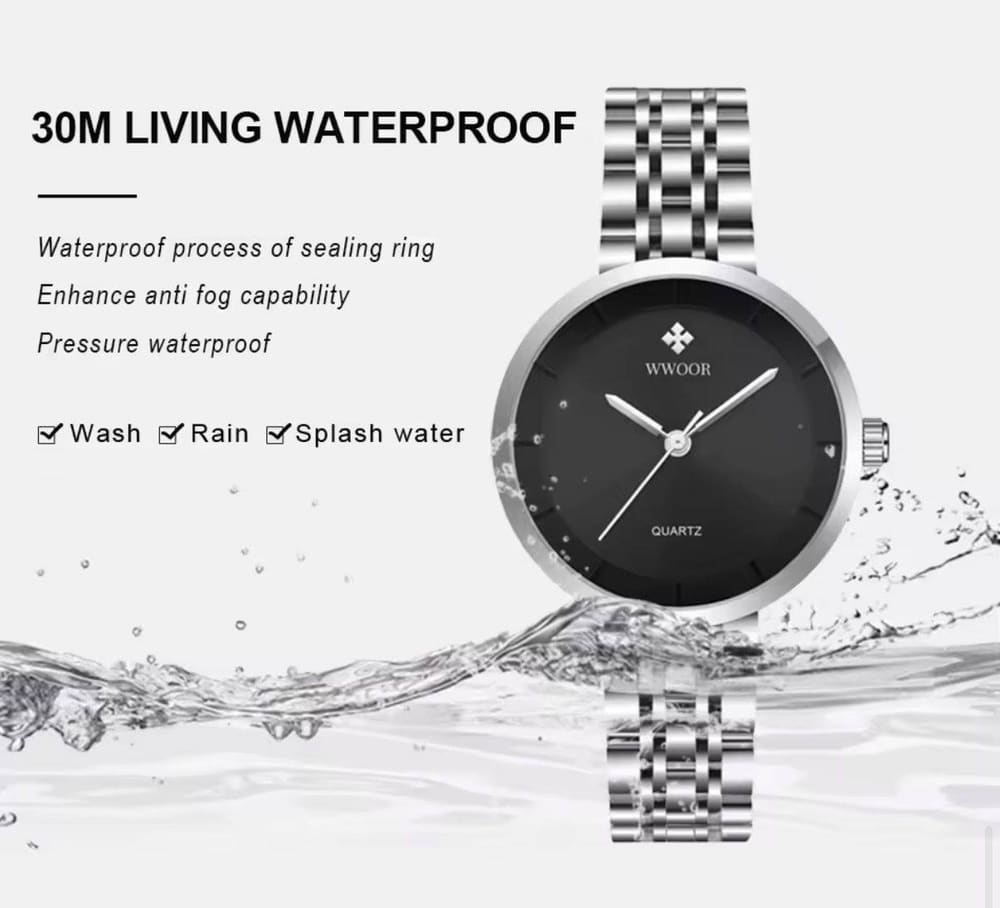 30M LIVING WATERPROOF
Waterproof process of sealing ring
Enhance anti fog capability
Pressure waterproof
Wash Rain Splash water
WWOOR
QUARTZ